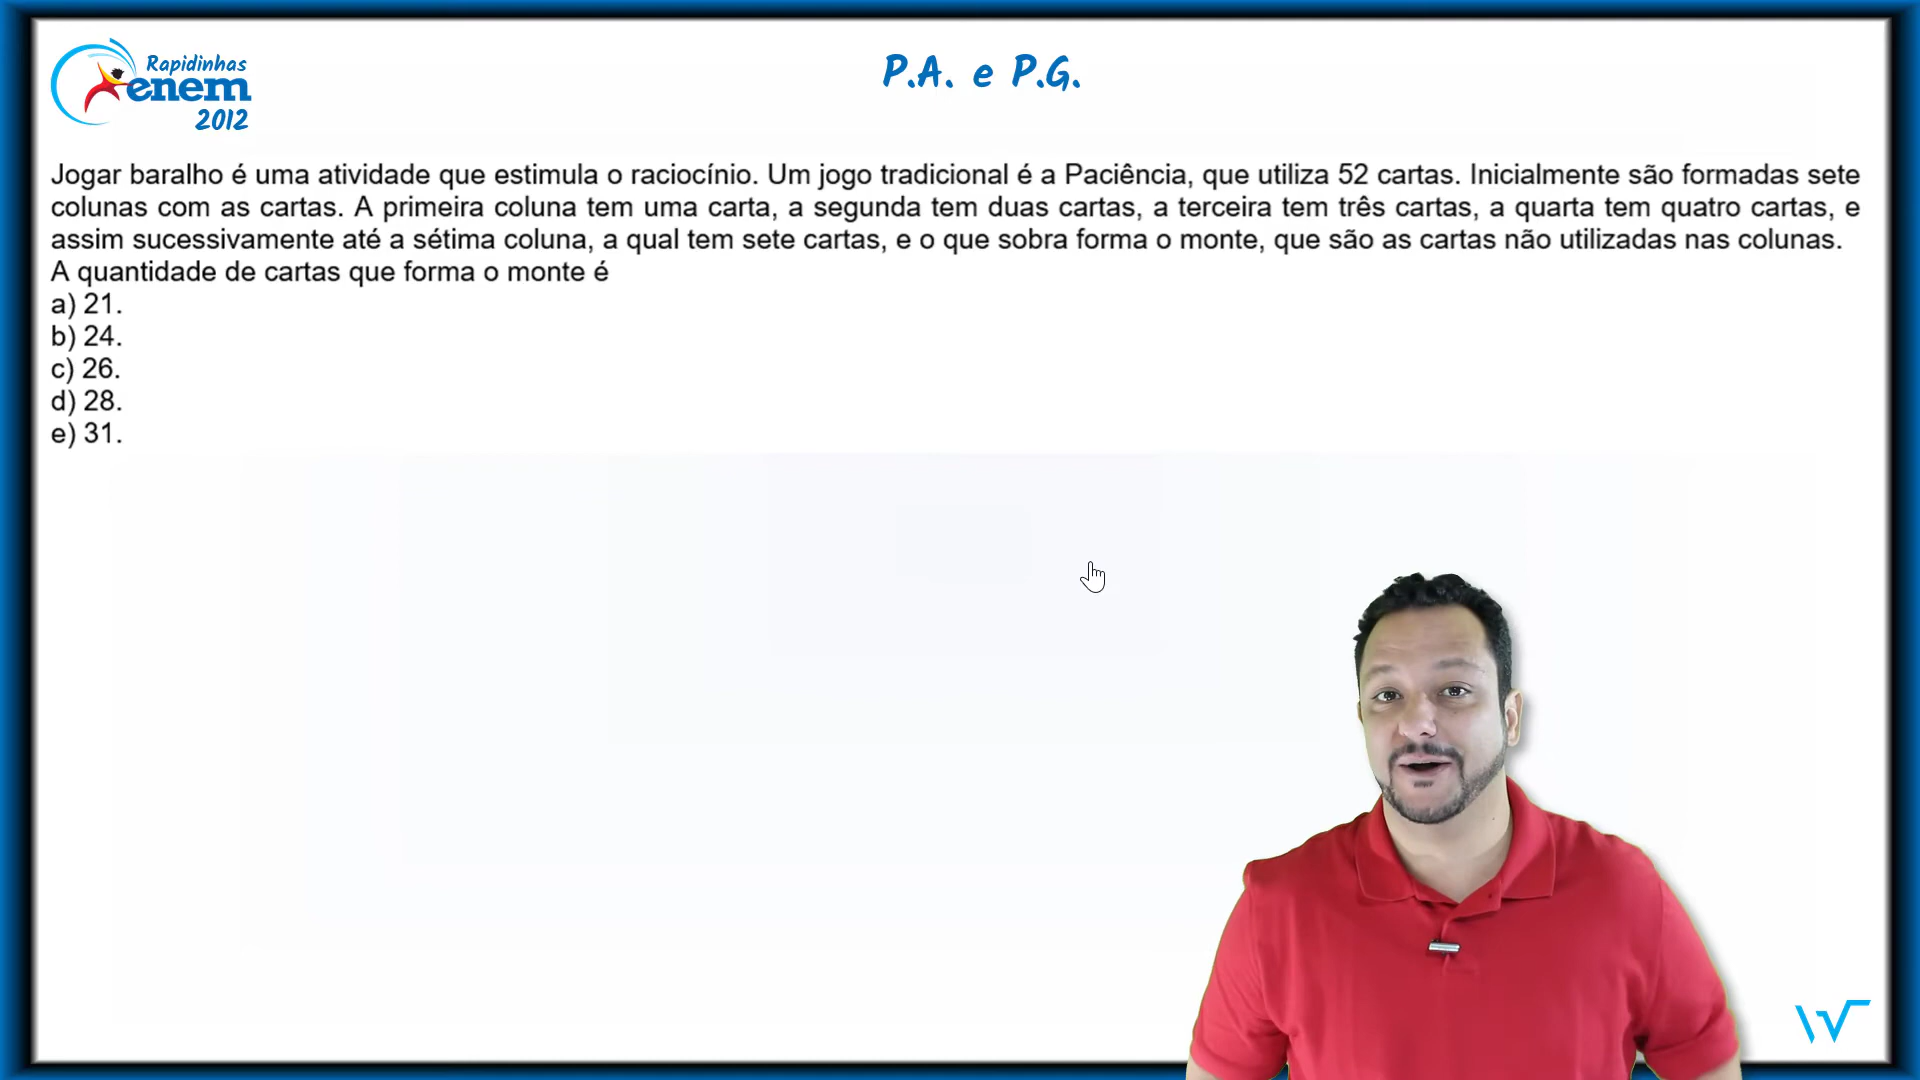 Rapidinhas
enem
2012
P.A. e P.G.
Jogar baralho é uma atividade que estimula o raciocínio. Um jogo tradicional é a Paciência, que utiliza 52 cartas. Inicialmente são formadas sete
colunas com as cartas. A primeira coluna tem uma carta, a segunda tem duas cartas, a terceira tem três cartas, a quarta tem quatro cartas, e
assim sucessivamente até a sétima coluna, a qual tem sete cartas, e o que sobra forma o monte, que são as cartas não utilizadas nas colunas.
A quantidade de cartas que forma o monte é
a) 21.
b) 24.
c) 26.
d) 28.
e) 31.